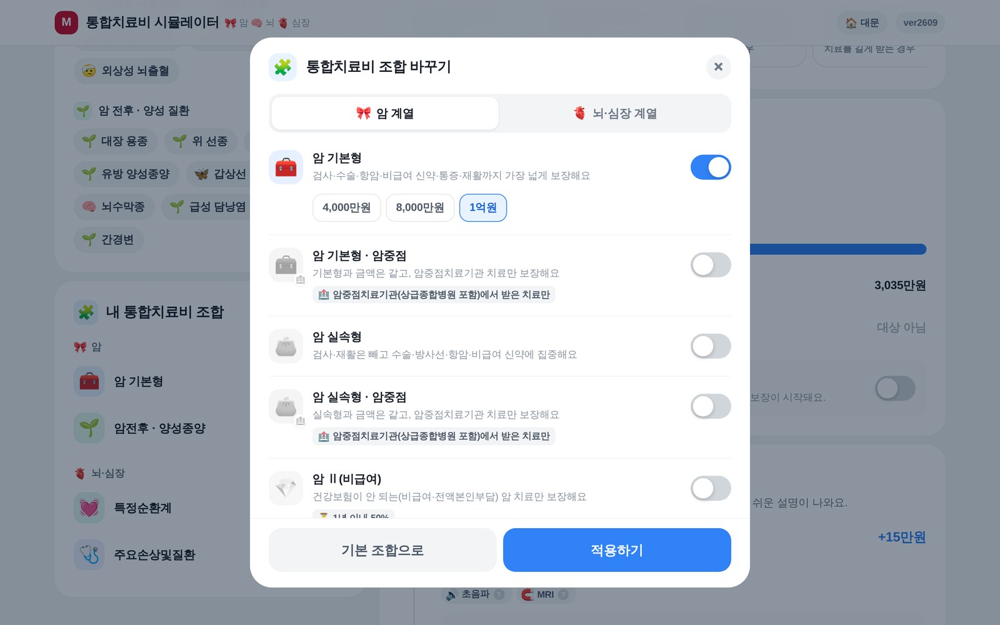 M 통합치료비 시뮬레이터 암 뇌 심장
대문
ver2609
외상성 뇌출혈
암 전후 · 양성 질환
대장 용종
위 선종
유방 양성종양
갑상선
뇌수막종
급성 담낭염
간경변
내 통합치료비 조합
암
암 기본형
암전후 · 양성종양
뇌·심장
특정순환계
주요손상및질환
통합치료비 조합 바꾸기
암 계열
뇌·심장 계열
암 기본형
검사·수술·항암·비급여 신약·통증·재활까지 가장 넓게 보장해요
4,000만원
8,000만원
1억원
암 기본형 · 암중점
기본형과 금액은 같고, 암중점치료기관 치료만 보장해요
암중점치료기관(상급종합병원 포함)에서 받은 치료만
암 실속형
검사·재활은 빼고 수술·방사선·항암·비급여 신약에 집중해요
암 실속형 · 암중점
실속형과 금액은 같고, 암중점치료기관 치료만 보장해요
암중점치료기관(상급종합병원 포함)에서 받은 치료만
암 Ⅱ(비급여)
건강보험이 안 되는(비급여·전액본인부담) 암 치료만 보장해요
1년 이내 50%
기본 조합으로
적용하기
치료를 길게 받는 경우
3,035만원
대상 아님
보장이 시작돼요.
쉬운 설명이 나와요.
+15만원
초음파 ?
MRI ?